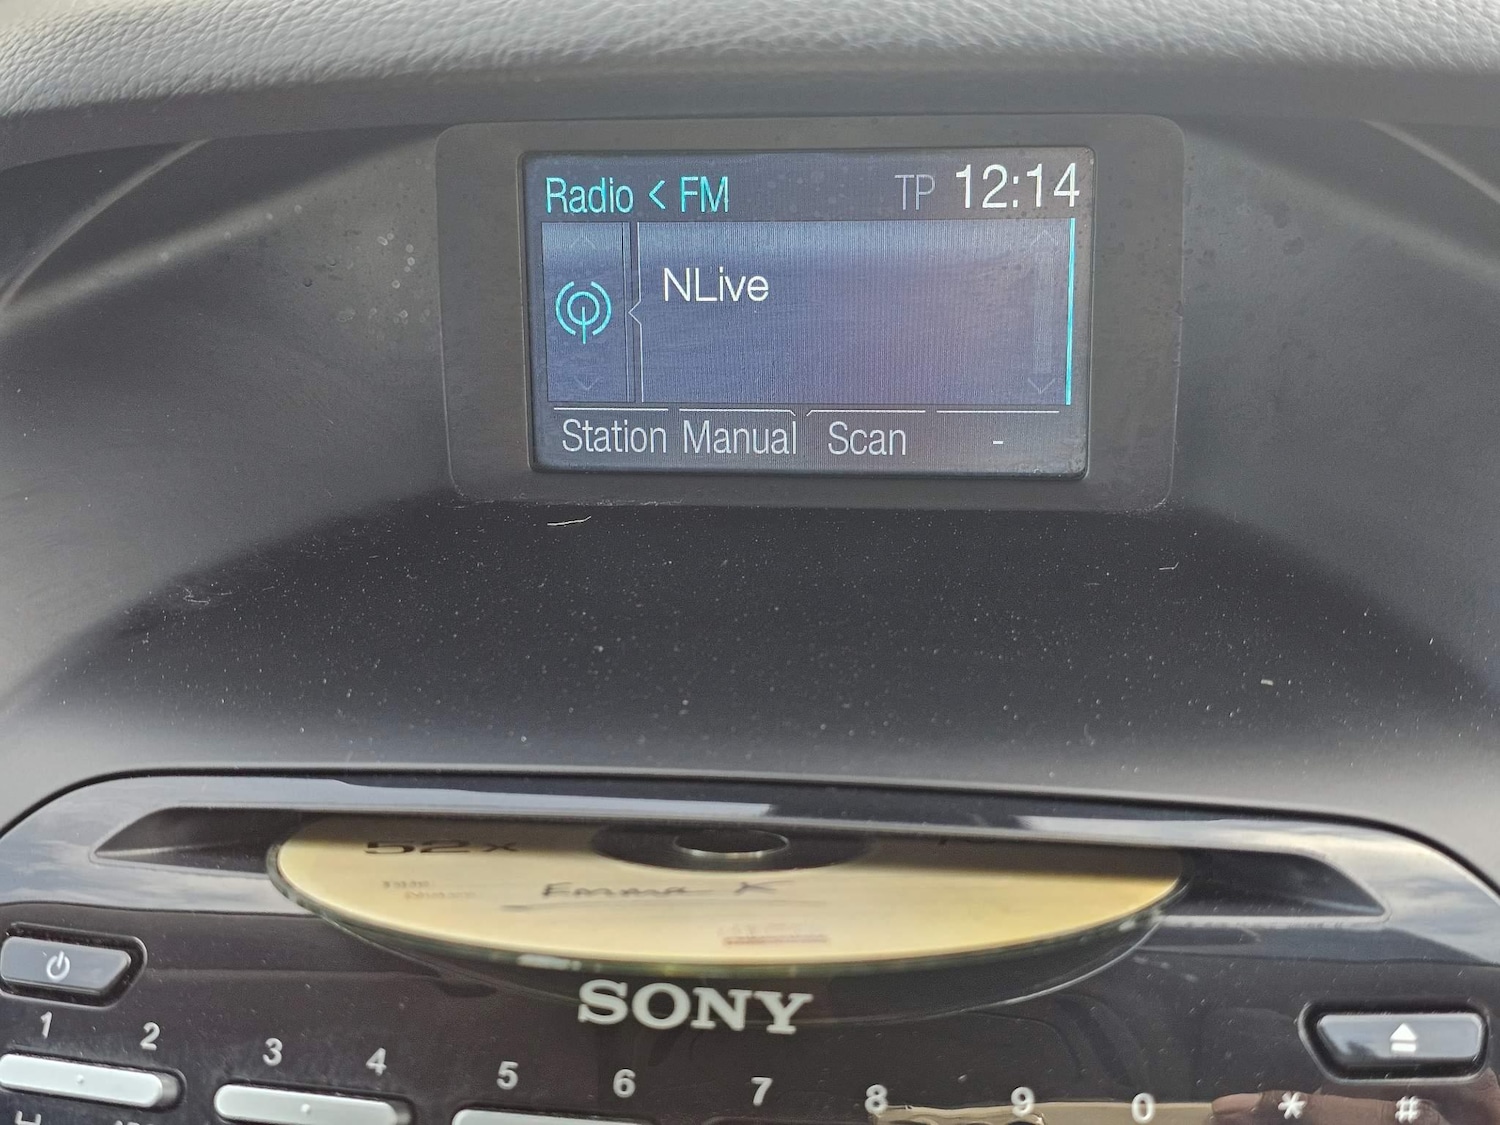 Radio < FM TP 12:14
NLive
Station Manual Scan -
52x
Emma X
SONY
1 2 3 4 5 6 7 8 9 0 * #